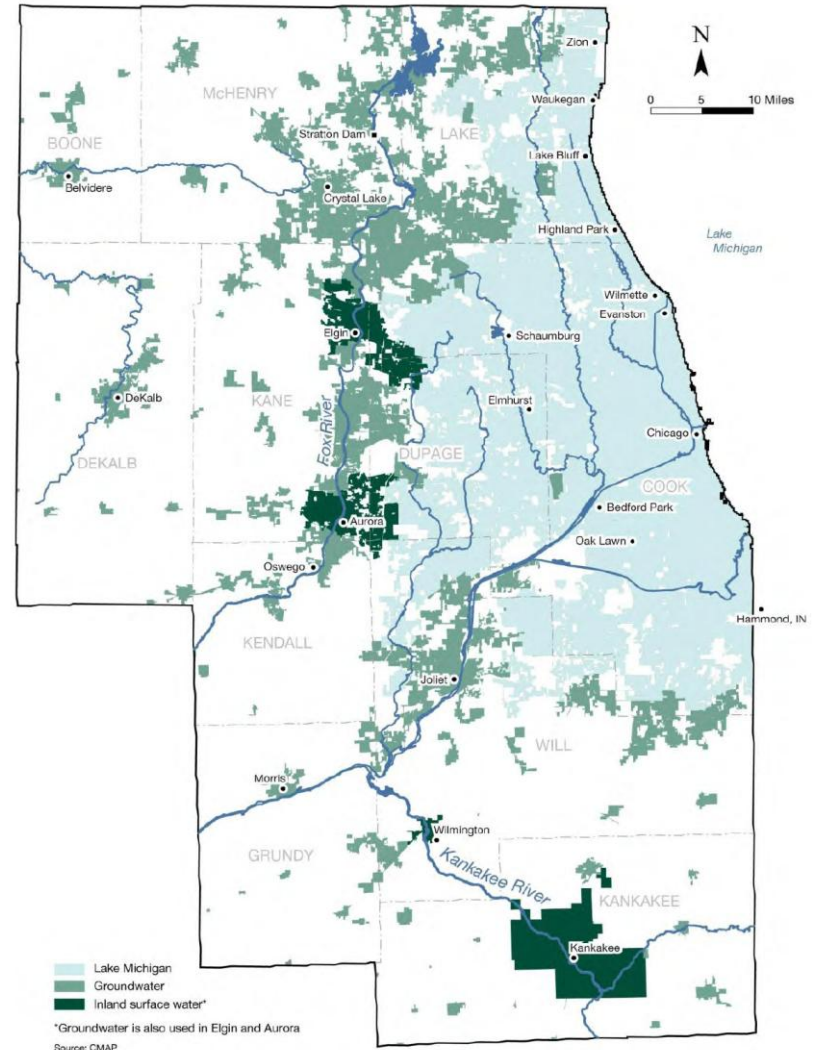 N
0 5 10 Miles
Zion
McHENRY
Waukegan
Stratton Dam
LAKE
BOONE
Lake Bluff
Belvidere
Crystal Lake
Highland Park
Lake
Michigan
Wilmette
Evanston
Elgin
Schaumburg
DeKalb
KANE
Elmhurst
Fox River
Chicago
DUPAGE
DEKALB
COOK
Bedford Park
Aurora
Oak Lawn
Oswego
Hammond, IN
KENDALL
Joliet
WILL
Morris
Wilmington
GRUNDY
Kankakee River
KANKAKEE
Kankakee
Lake Michigan
Groundwater
Inland surface water*
*Groundwater is also used in Elgin and Aurora
Source: CMAP